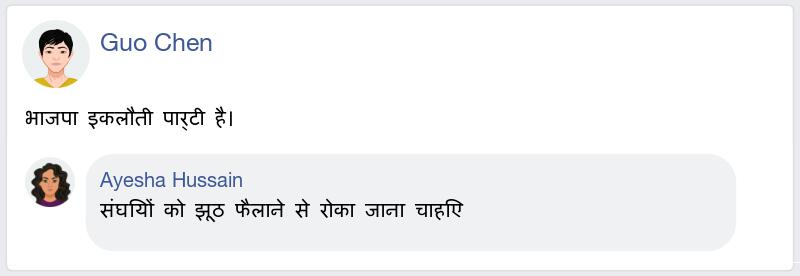 Guo Chen
भाजपा इकलौती पार्टी है।
Ayesha Hussain
संघियों को झूठ फैलाने से रोका जाना चाहिए